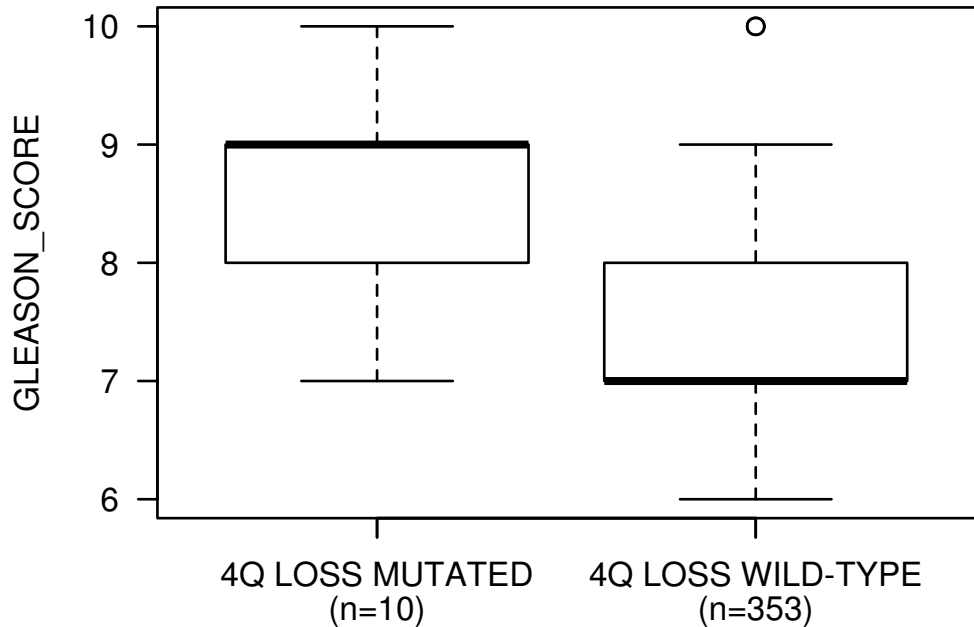 GLEASON_SCORE
10
9
8
7
6
4Q LOSS MUTATED
(n=10)
4Q LOSS WILD-TYPE
(n=353)